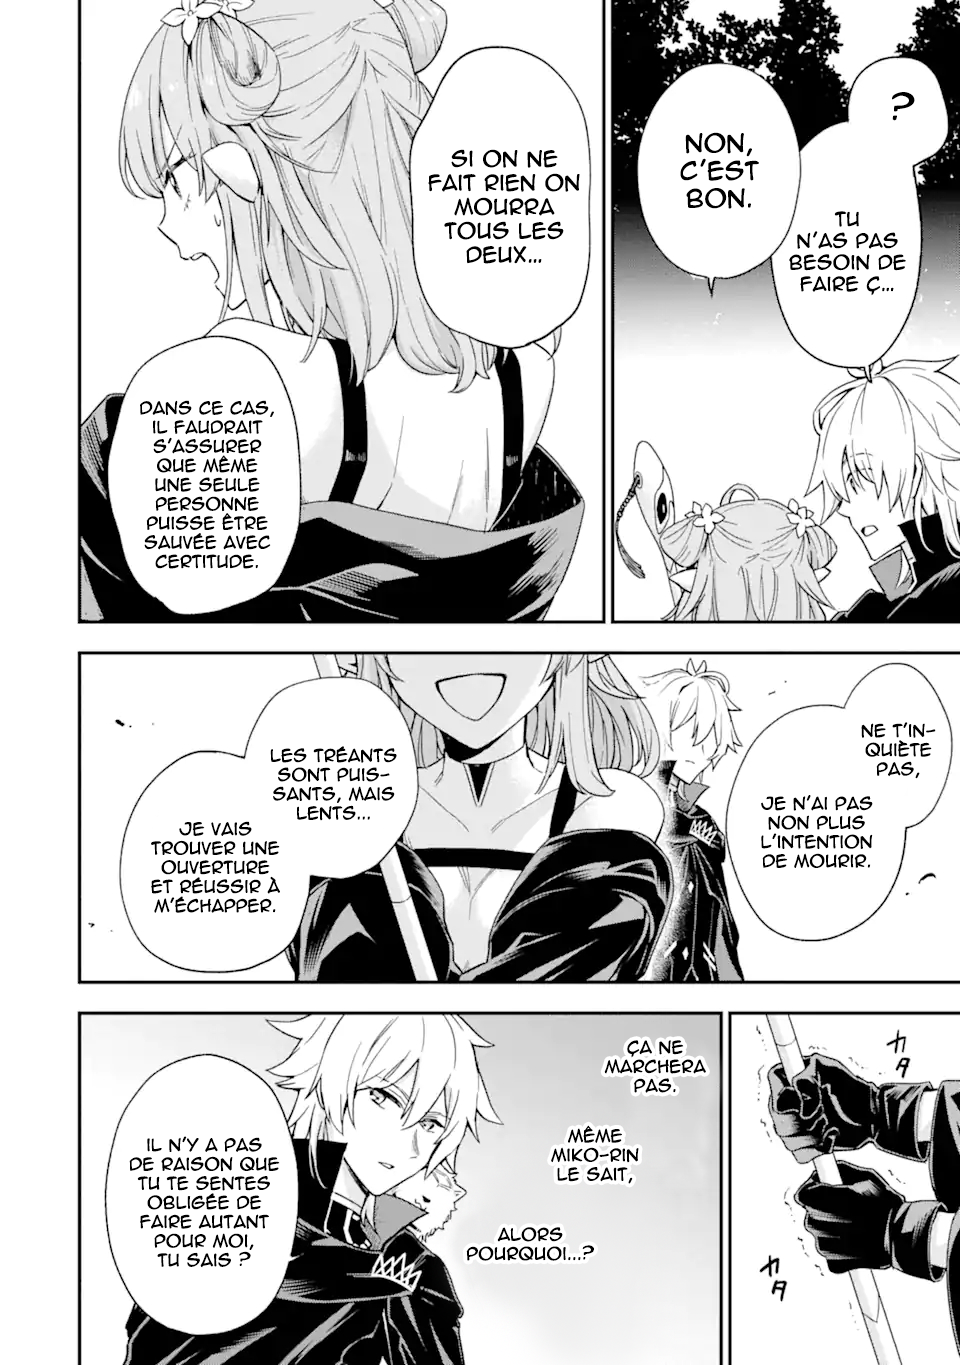 ?
TU
N'AS PAS
BESOIN DE
FAIRE Ç...
NON,
C'EST
BON.
SI ON NE
FAIT RIEN ON
MOURRA
TOUS LES
DEUX...
DANS CE CAS,
IL FAUDRAIT
S'ASSURER
QUE MÊME
UNE SEULE
PERSONNE
PUISSE ÊTRE
SAUVÉE AVEC
CERTITUDE.
NE T'IN-
QUIÈTE
PAS,
JE N'AI PAS
NON PLUS
L'INTENTION
DE MOURIR.
LES TRÉANTS
SONT PUIS-
SANTS, MAIS
LENTS...
JE VAIS
TROUVER UNE
OUVERTURE
ET RÉUSSIR À
M'ÉCHAPPER.
カタ
カタ
ÇA NE
MARCHERA
PAS.
MÊME
MIKO-RIN
LE SAIT,
ALORS
POURQUOI...?
IL N'Y A PAS
DE RAISON QUE
TU TE SENTES
OBLIGÉE DE
FAIRE AUTANT
POUR MOI,
TU SAIS ?